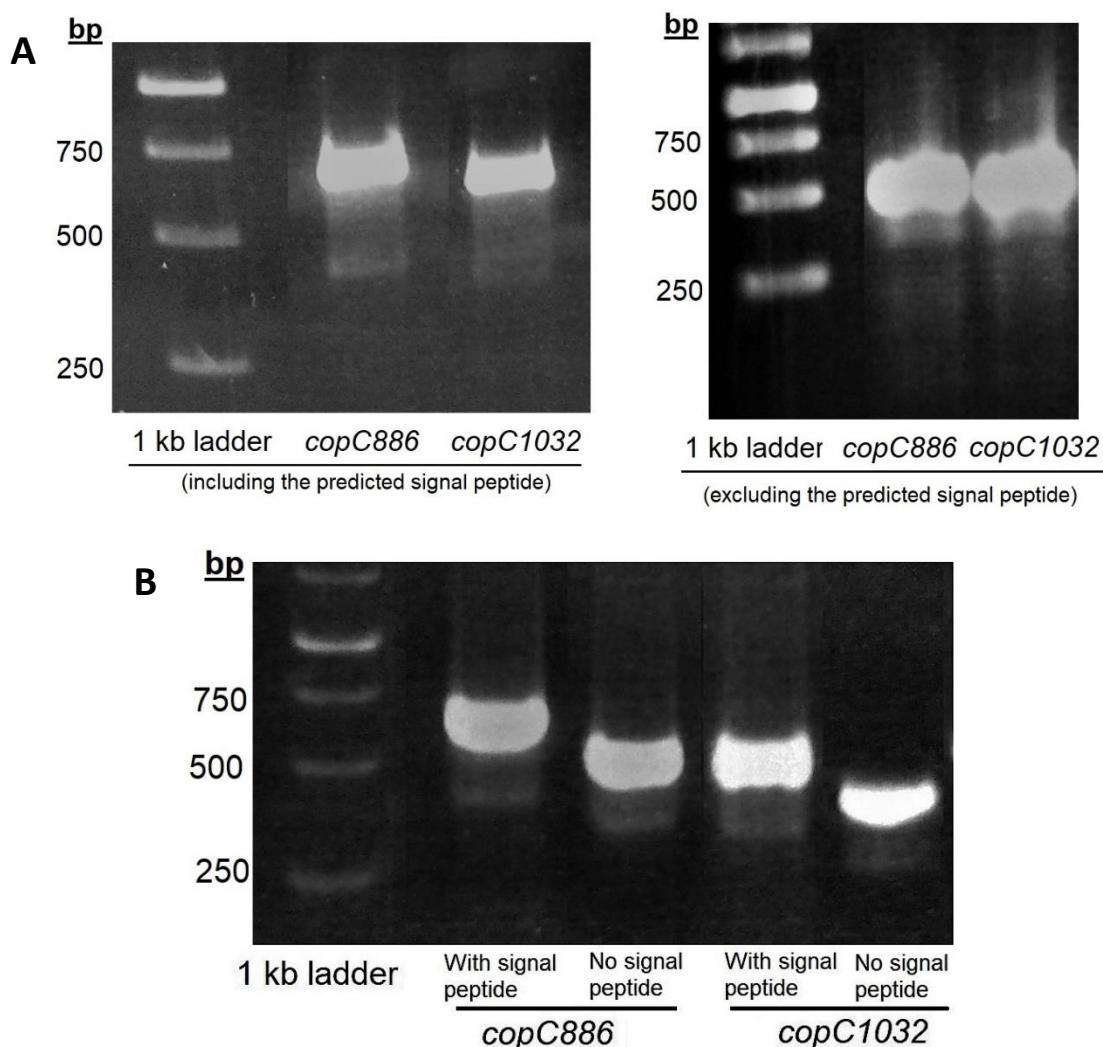 A
bp
750
500
250
1 kb ladder copC886 copC1032
(including the predicted signal peptide)
bp
750
500
250
1 kb ladder copC886 copC1032
(excluding the predicted signal peptide)
B
bp
750
500
250
1 kb ladder
With signal
peptide
No signal
peptide
With signal
peptide
No signal
peptide
copC886
copC1032